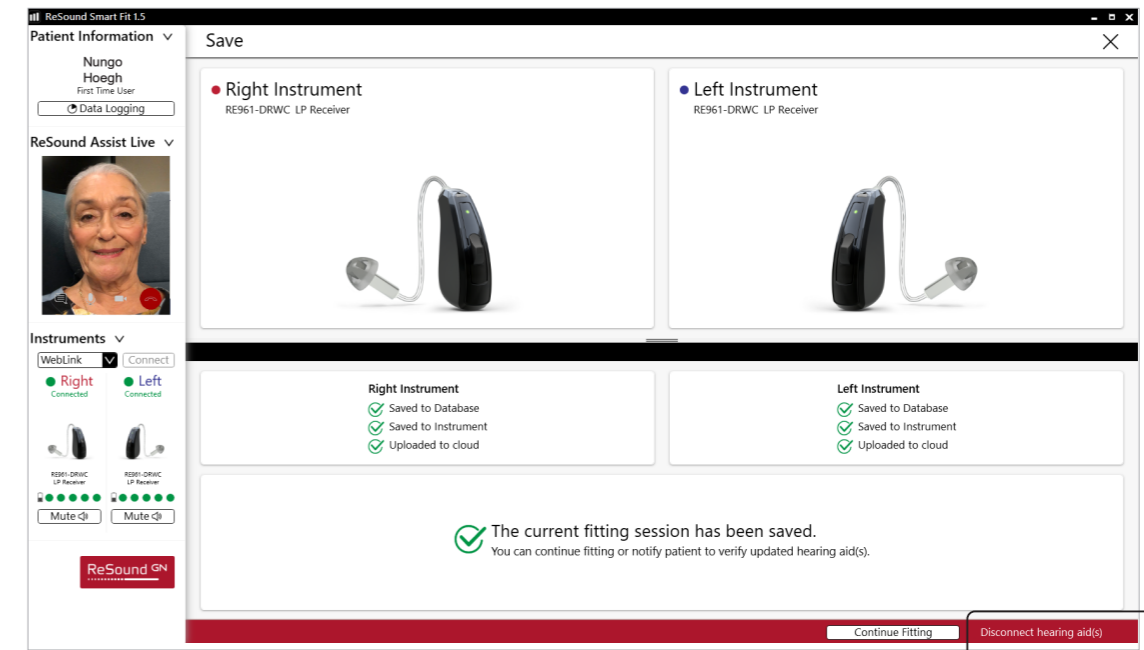 ReSound Smart Fit 1.5
Patient Information
Nungo
Hoegh
First Time User
Data Logging
ReSound Assist Live
Instruments
WebLink
Connect
Right
Connected
Left
Connected
RE961-DRWC
LP Receiver
RE961-DRWC
LP Receiver
Mute
Mute
ReSound GN
Save
Right Instrument
RE961-DRWC LP Receiver
Left Instrument
RE961-DRWC LP Receiver
Right Instrument
Saved to Database
Saved to Instrument
Uploaded to cloud
Left Instrument
Saved to Database
Saved to Instrument
Uploaded to cloud
The current fitting session has been saved.
You can continue fitting or notify patient to verify updated hearing aid(s).
Continue Fitting
Disconnect hearing aid(s)